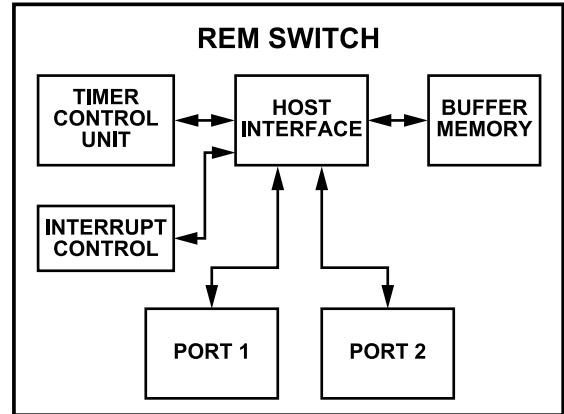 REM SWITCH
TIMER
CONTROL
UNIT
HOST
INTERFACE
BUFFER
MEMORY
INTERRUPT
CONTROL
PORT 1
PORT 2